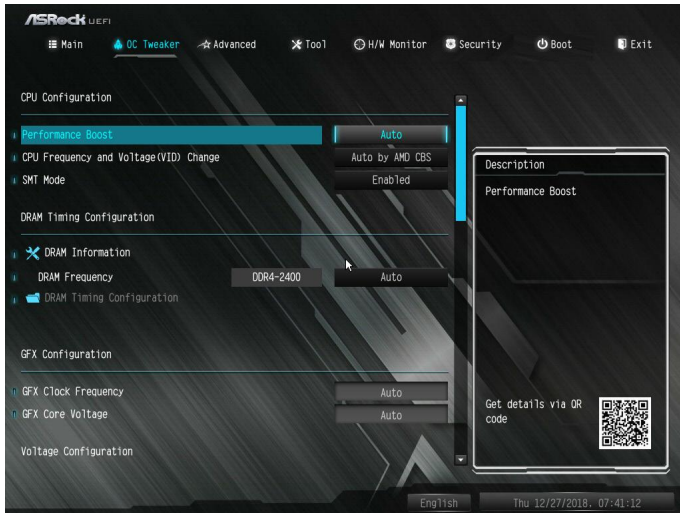 ASRock UEFI
Main OC Tweaker Advanced Tool H/W Monitor Security Boot Exit
CPU Configuration
Performance Boost Auto
CPU Frequency and Voltage(VID) Change Auto by AMD CBS
SMT Mode Enabled
DRAM Timing Configuration
DRAM Information
DRAM Frequency DDR4-2400 Auto
DRAM Timing Configuration
GFX Configuration
GFX Clock Frequency Auto
GFX Core Voltage Auto
Voltage Configuration
Description
Performance Boost
Get details via QR
code
English Thu 12/27/2018. 07:41:12